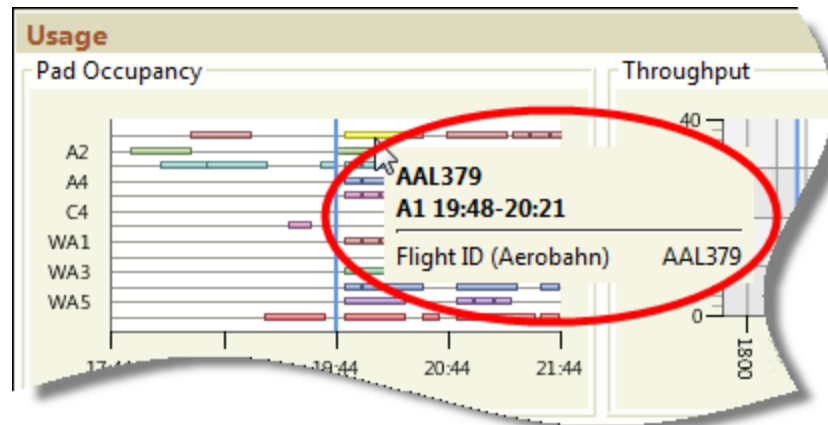 Usage
Pad Occupancy
Throughput
A2
A4
C4
WA1
WA3
WA5
AAL379
A1 19:48-20:21
Flight ID (Aerobahn) AAL379
40
0
1800
20:44
21:44